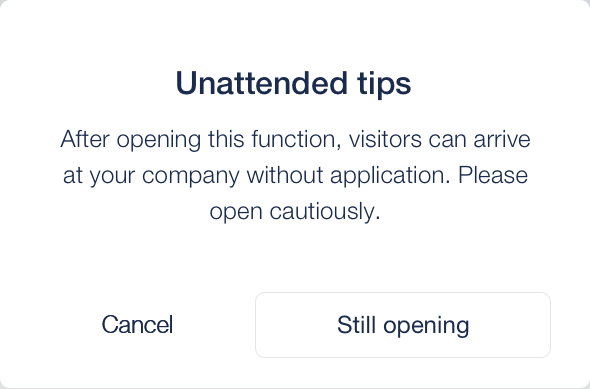 Unattended tips
After opening this function, visitors can arrive
at your company without application. Please
open cautiously.
Cancel
Still opening